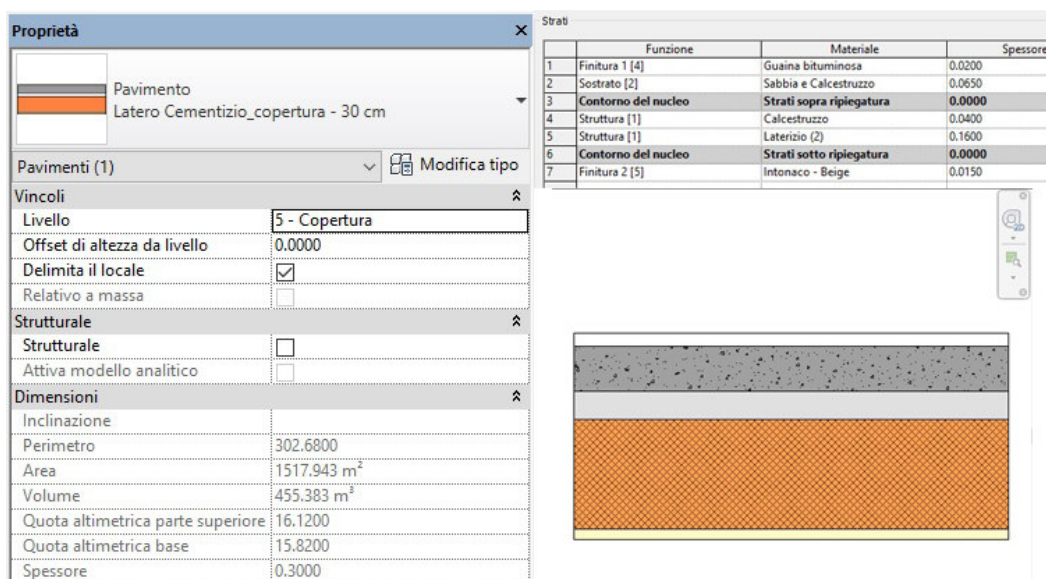 Proprietà
Pavimento
Latero Cementizio_copertura - 30 cm
Pavimenti (1)
Modifica tipo
Vincoli
Livello 5 - Copertura
Offset di altezza da livello 0.0000
Delimita il locale
Relativo a massa
Strutturale
Strutturale
Attiva modello analitico
Dimensioni
Inclinazione
Perimetro 302.6800
Area 1517.943 m²
Volume 455.383 m³
Quota altimetrica parte superiore 16.1200
Quota altimetrica base 15.8200
Spessore 0.3000
Strati
Funzione Materiale Spessore
1 Finitura 1 [4] Guaina bituminosa 0.0200
2 Sostrato [2] Sabbia e Calcestruzzo 0.0650
3 Contorno del nucleo Strati sopra ripiegatura 0.0000
4 Struttura [1] Calcestruzzo 0.0400
5 Struttura [1] Laterizio (2) 0.1600
6 Contorno del nucleo Strati sotto ripiegatura 0.0000
7 Finitura 2 [5] Intonaco - Beige 0.0150
2D